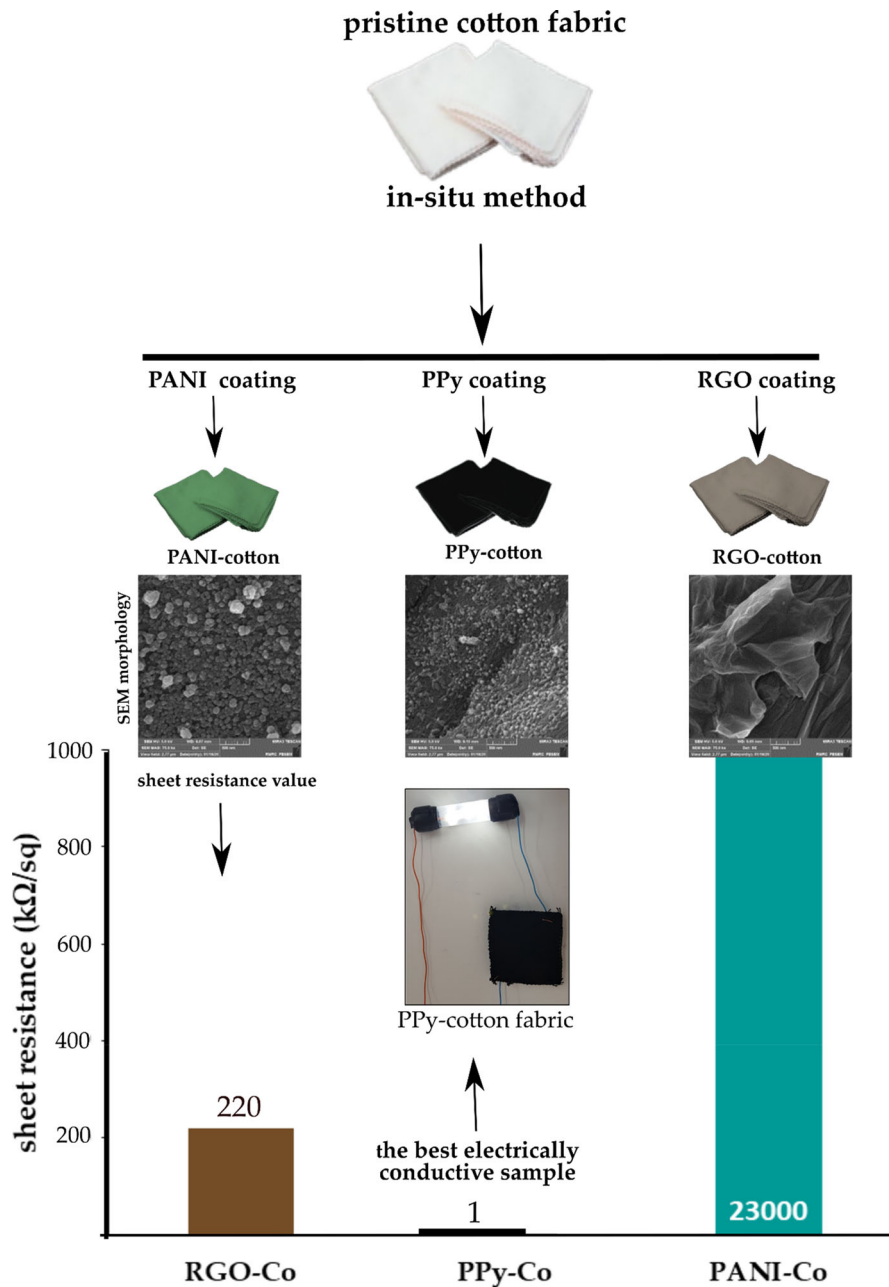 pristine cotton fabric
in-situ method
PANI coating
PPy coating
RGO coating
PANI-cotton
PPy-cotton
RGO-cotton
SEM morphology
sheet resistance value
sheet resistance (kΩ/sq)
1000
800
600
400
200
PPy-cotton fabric
the best electrically
conductive sample
220
1
23000
RGO-Co
PPy-Co
PANI-Co